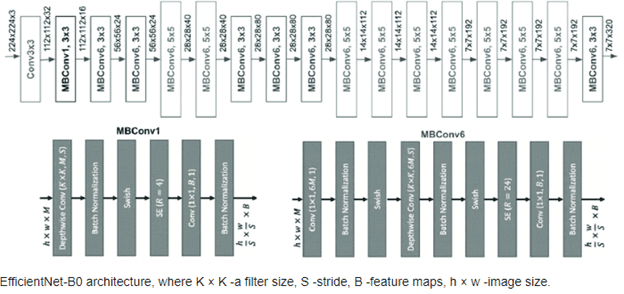 224x224x3
Conv3x3
112x112x32
MBConv1, 3x3
112x112x16
MBConv6, 3x3
56x56x24
MBConv6, 3x3
56x56x24
MBConv6, 5x5
28x28x40
MBConv6, 5x5
28x28x40
MBConv6, 3x3
28x28x80
MBConv6, 3x3
28x28x80
MBConv6, 3x3
28x28x80
MBConv6, 5x5
14x14x112
MBConv6, 5x5
14x14x112
MBConv6, 5x5
14x14x112
MBConv6, 5x5
7x7x192
MBConv6, 5x5
7x7x192
MBConv6, 5x5
7x7x192
MBConv6, 5x5
7x7x192
MBConv6, 3x3
7x7x320
MBConv1
h × w × M
Depthwise Conv (K×K, M, S)
Batch Normalization
Swish
SE (R = 4)
Conv (1×1, B, 1)
Batch Normalization
h/S × w/S × B
MBConv6
h × w × M
Conv (1×1, 6M, 1)
Batch Normalization
Swish
Depthwise Conv (K×K, 6M, S)
Batch Normalization
Swish
SE (R = 24)
Conv (1×1, B, 1)
Batch Normalization
h/S × w/S × B
EfficientNet-B0 architecture, where K × K -a filter size, S -stride, B -feature maps, h × w -image size.